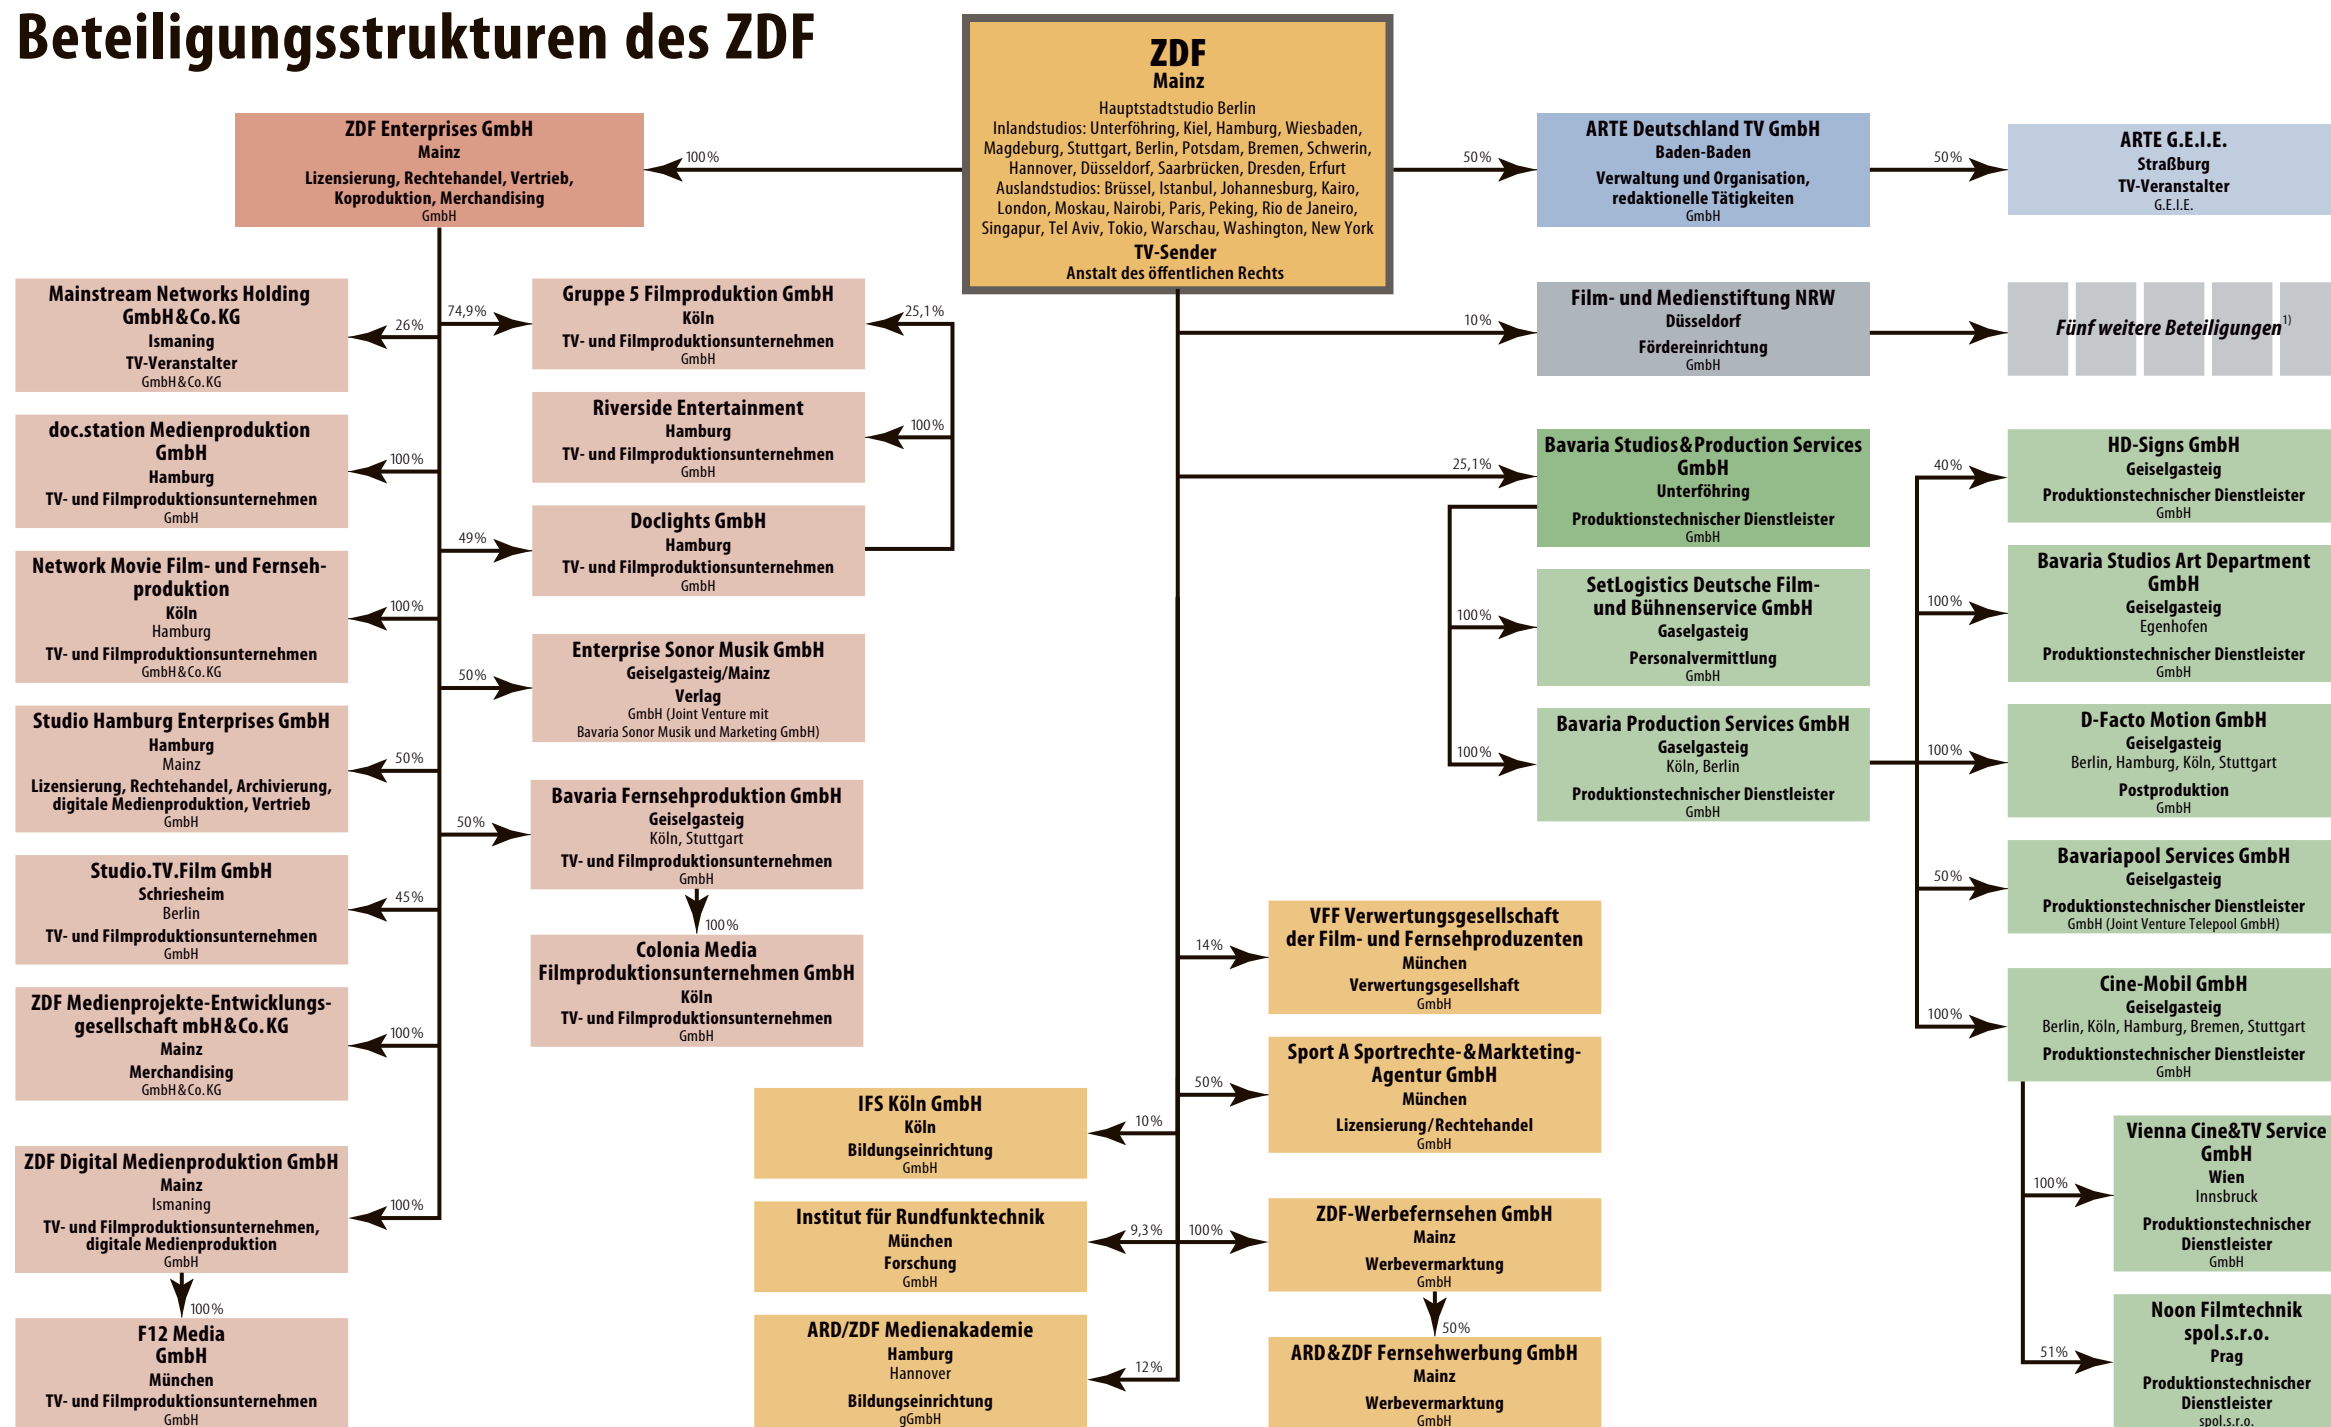 Beteiligungsstrukturen des ZDF
ZDF
Mainz
Hauptstadtstudio Berlin
Inlandstudios: Unterföhring, Kiel, Hamburg, Wiesbaden,
Magdeburg, Stuttgart, Berlin, Potsdam, Bremen, Schwerin,
Hannover, Düsseldorf, Saarbrücken, Dresden, Erfurt
Auslandstudios: Brüssel, Istanbul, Johannesburg, Kairo,
London, Moskau, Nairobi, Paris, Peking, Rio de Janeiro,
Singapur, Tel Aviv, Tokio, Warschau, Washington, New York
TV-Sender
Anstalt des öffentlichen Rechts
100%
ZDF Enterprises GmbH
Mainz
Lizensierung, Rechtehandel, Vertrieb,
Koproduktion, Merchandising
GmbH
26%
Mainstream Networks Holding
GmbH&Co.KG
Ismaning
TV-Veranstalter
GmbH&Co.KG
100%
doc.station Medienproduktion
GmbH
Hamburg
TV- und Filmproduktionsunternehmen
GmbH
100%
Network Movie Film- und Fernseh-
produktion
Köln
Hamburg
TV- und Filmproduktionsunternehmen
GmbH&Co.KG
50%
Studio Hamburg Enterprises GmbH
Hamburg
Mainz
Lizensierung, Rechtehandel, Archivierung,
digitale Medienproduktion, Vertrieb
GmbH
45%
Studio.TV.Film GmbH
Schriesheim
Berlin
TV- und Filmproduktionsunternehmen
GmbH
100%
ZDF Medienprojekte-Entwicklungs-
gesellschaft mbH&Co.KG
Mainz
Merchandising
GmbH&Co.KG
100%
ZDF Digital Medienproduktion GmbH
Mainz
Ismaning
TV- und Filmproduktionsunternehmen,
digitale Medienproduktion
GmbH
100%
F12 Media
GmbH
München
TV- und Filmproduktionsunternehmen
GmbH
74,9%
Gruppe 5 Filmproduktion GmbH
Köln
TV- und Filmproduktionsunternehmen
GmbH
25,1%
Riverside Entertainment
Hamburg
TV- und Filmproduktionsunternehmen
GmbH
100%
49%
Doclights GmbH
Hamburg
TV- und Filmproduktionsunternehmen
GmbH
50%
Enterprise Sonor Musik GmbH
Geiselgasteig/Mainz
Verlag
GmbH (Joint Venture mit
Bavaria Sonor Musik und Marketing GmbH)
50%
Bavaria Fernsehproduktion GmbH
Geiselgasteig
Köln, Stuttgart
TV- und Filmproduktionsunternehmen
GmbH
100%
Colonia Media
Filmproduktionsunternehmen GmbH
Köln
TV- und Filmproduktionsunternehmen
GmbH
50%
ARTE Deutschland TV GmbH
Baden-Baden
Verwaltung und Organisation,
redaktionelle Tätigkeiten
GmbH
50%
ARTE G.E.I.E.
Straßburg
TV-Veranstalter
G.E.I.E.
10%
Film- und Medienstiftung NRW
Düsseldorf
Fördereinrichtung
GmbH
Fünf weitere Beteiligungen1)
25,1%
Bavaria Studios&Production Services
GmbH
Unterföhring
Produktionstechnischer Dienstleister
GmbH
100%
SetLogistics Deutsche Film-
und Bühnenservice GmbH
Gaselgasteig
Personalvermittlung
GmbH
100%
Bavaria Production Services GmbH
Gaselgasteig
Köln, Berlin
Produktionstechnischer Dienstleister
GmbH
40%
HD-Signs GmbH
Geiselgasteig
Produktionstechnischer Dienstleister
GmbH
100%
Bavaria Studios Art Department
GmbH
Geiselgasteig
Egenhofen
Produktionstechnischer Dienstleister
GmbH
100%
D-Facto Motion GmbH
Geiselgasteig
Berlin, Hamburg, Köln, Stuttgart
Postproduktion
GmbH
50%
Bavariapool Services GmbH
Geiselgasteig
Produktionstechnischer Dienstleister
GmbH (Joint Venture Telepool GmbH)
100%
Cine-Mobil GmbH
Geiselgasteig
Berlin, Köln, Hamburg, Bremen, Stuttgart
Produktionstechnischer Dienstleister
GmbH
100%
Vienna Cine&TV Service
GmbH
Wien
Innsbruck
Produktionstechnischer
Dienstleister
GmbH
51%
Noon Filmtechnik
spol.s.r.o.
Prag
Produktionstechnischer
Dienstleister
spol.s.r.o.
14%
VFF Verwertungsgesellschaft
der Film- und Fernsehproduzenten
München
Verwertungsgesellschaft
GmbH
50%
Sport A Sportrechte-&Markteting-
Agentur GmbH
München
Lizensierung/Rechtehandel
GmbH
10%
IFS Köln GmbH
Köln
Bildungseinrichtung
GmbH
9,3%
Institut für Rundfunktechnik
München
Forschung
GmbH
100%
ZDF-Werbefernsehen GmbH
Mainz
Werbevermarktung
GmbH
50%
ARD&ZDF Fernsehwerbung GmbH
Mainz
Werbevermarktung
GmbH
12%
ARD/ZDF Medienakademie
Hamburg
Hannover
Bildungseinrichtung
gGmbH